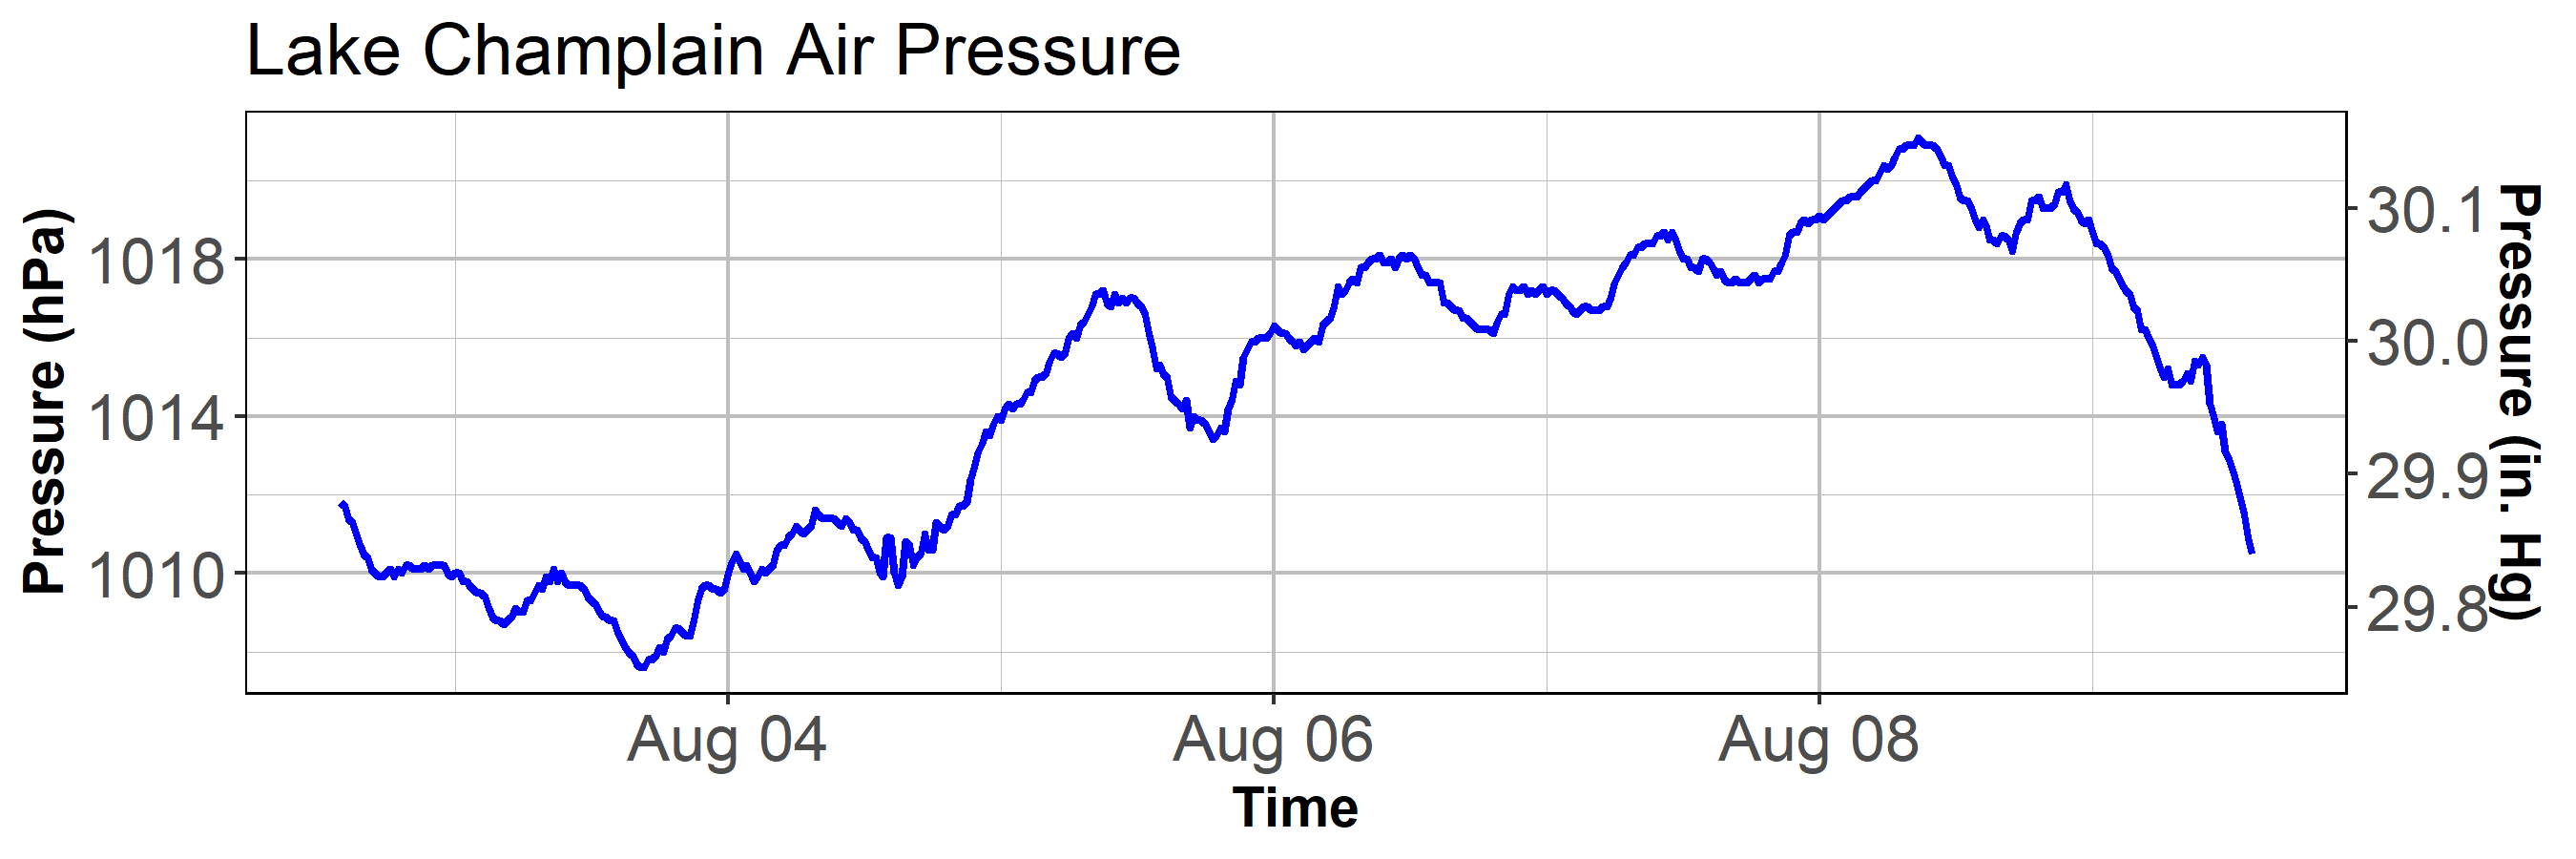 Lake Champlain Air Pressure
Pressure (hPa)
1018
1014
1010
30.1
30.0
29.9
29.8
Pressure (in. Hg)
Aug 04
Aug 06
Aug 08
Time